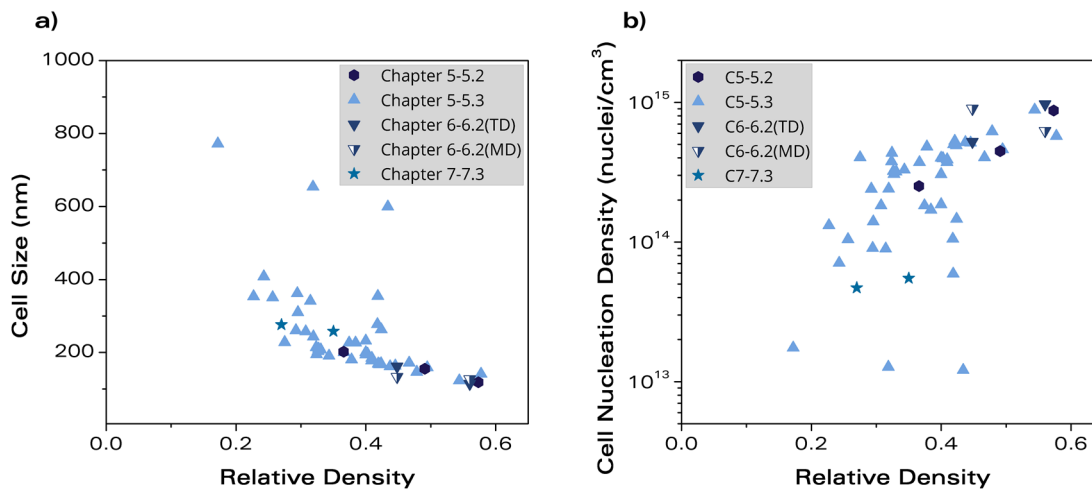 a)
Cell Size (nm)
1000
800
600
400
200
0.0
0.2
0.4
0.6
Relative Density
Chapter 5-5.2
Chapter 5-5.3
Chapter 6-6.2(TD)
Chapter 6-6.2(MD)
Chapter 7-7.3
b)
Cell Nucleation Density (nuclei/cm³)
10¹⁵
10¹⁴
10¹³
0.0
0.2
0.4
0.6
Relative Density
C5-5.2
C5-5.3
C6-6.2(TD)
C6-6.2(MD)
C7-7.3